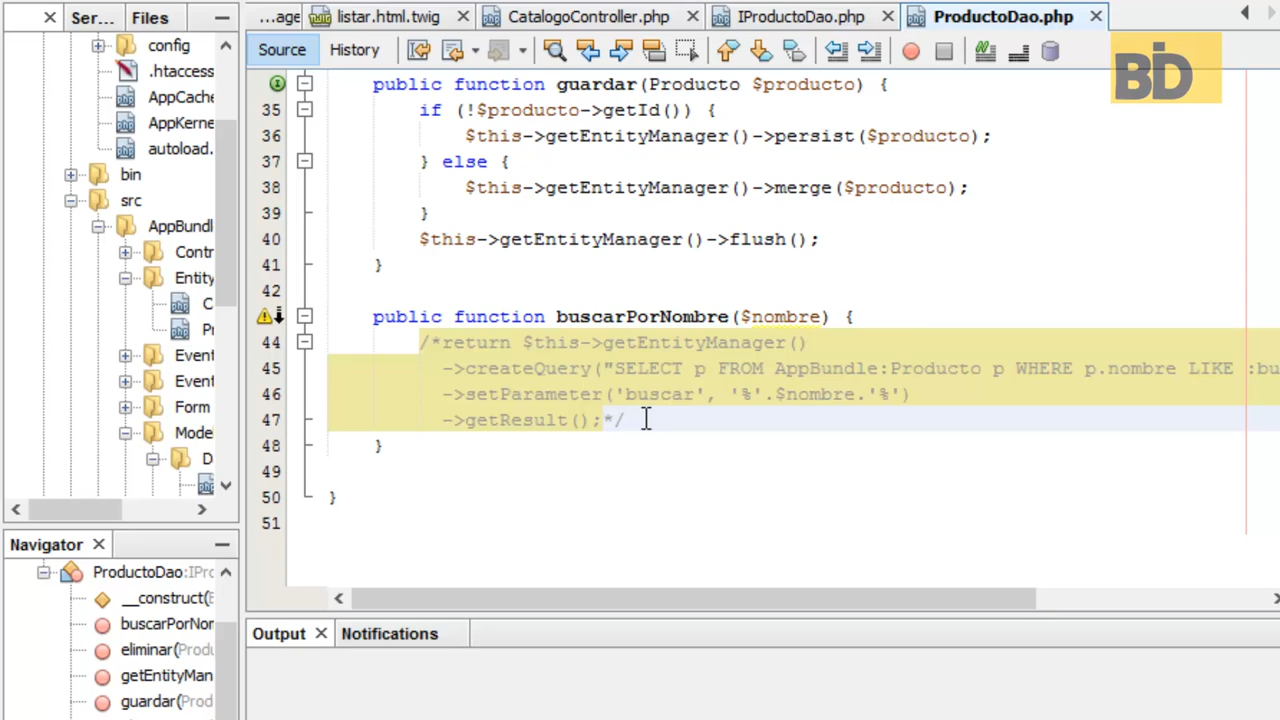 Ser...
Files
...age
listar.html.twig
CatalogoController.php
IProductoDao.php
ProductoDao.php
Source
History
config
.htaccess
AppCache
AppKerne
autoload.
bin
src
AppBundl
Contr
Entity
C
Pr
Event
Event
Form
Mode
D
BD
public function guardar(Producto $producto) {
35 if (!$producto->getId()) {
36 $this->getEntityManager()->persist($producto);
37 } else {
38 $this->getEntityManager()->merge($producto);
39 }
40 $this->getEntityManager()->flush();
41 }
42
public function buscarPorNombre($nombre) {
44 /*return $this->getEntityManager()
45 ->createQuery("SELECT p FROM AppBundle:Producto p WHERE p.nombre LIKE :bu
46 ->setParameter('buscar', '%'.$nombre.'%')
47 ->getResult();*/
48 }
49
50 }
51
Navigator
ProductoDao:IPro
__construct(E
buscarPorNor
eliminar(Produ
getEntityMan
guardar(Prod
Output
Notifications